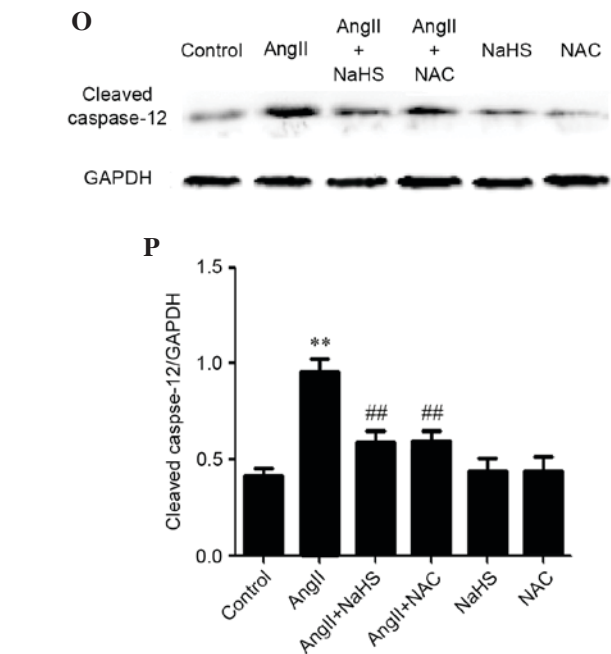 O
Control AngII AngII + NaHS AngII + NAC NaHS NAC
Cleaved
caspase-12
GAPDH
P
Cleaved caspse-12/GAPDH
1.5
1.0
0.5
0.0
**
##
##
Control
AngII
AngII+NaHS
AngII+NAC
NaHS
NAC